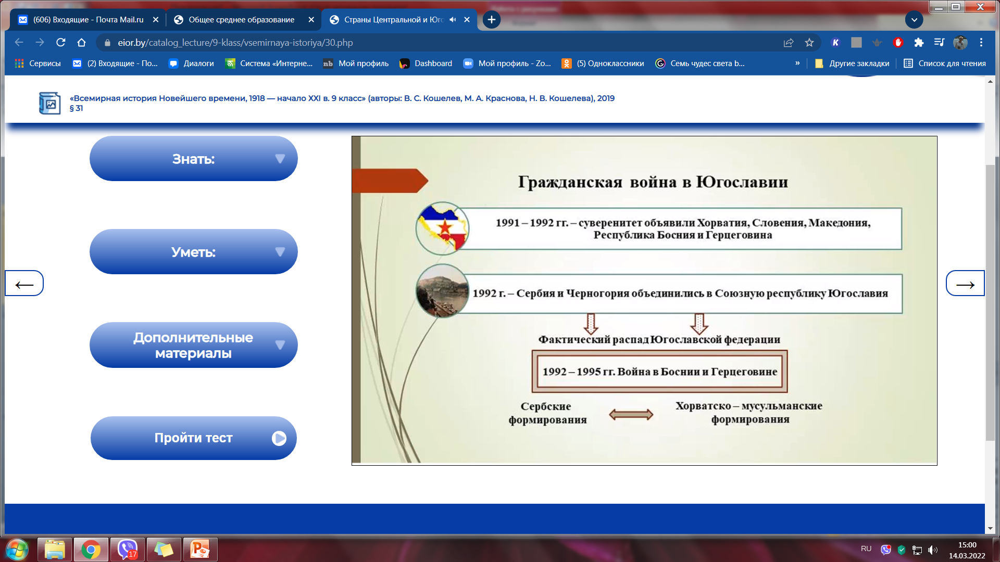 (606) Входящие - Почта Mail.ru
Общее среднее образование
Страны Центральной и Юго
eior.by/catalog_lecture/9-klass/vsemirnaya-istoriya/30.php
Сервисы
(2) Входящие - По...
Диалоги
Система «Интерне...
nb Мой профиль
Dashboard
Мой профиль - Zo...
(5) Одноклассники
Семь чудес света b...
»
Другие закладки
Список для чтения
«Всемирная история Новейшего времени, 1918 — начало XXI в. 9 класс» (авторы: В. С. Кошелев, М. А. Краснова, Н. В. Кошелева), 2019
§ 31
Знать:
Уметь:
Дополнительные
материалы
Пройти тест
Гражданская война в Югославии
1991 – 1992 гг. – суверенитет объявили Хорватия, Словения, Македония,
Республика Босния и Герцеговина
1992 г. – Сербия и Черногория объединились в Союзную республику Югославия
Фактический распад Югославской федерации
1992 – 1995 гг. Война в Боснии и Герцеговине
Сербские
формирования
Хорватско – мусульманские
формирования
17
RU
15:00
14.03.2022